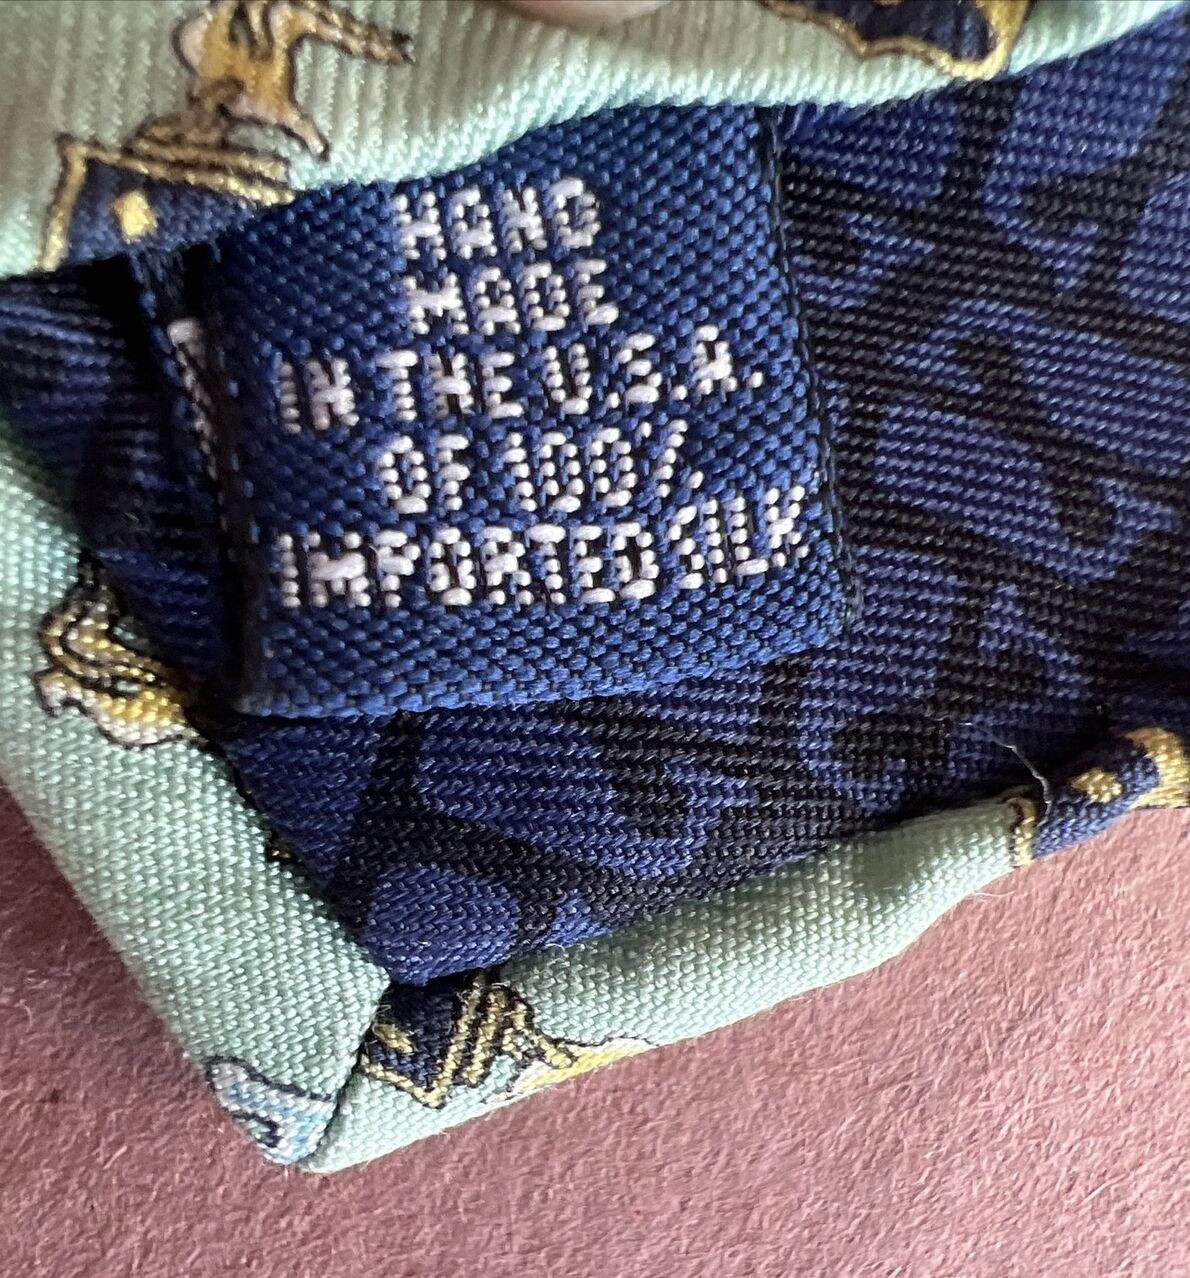 HAND
MADE
IN THE U.S.A.
OF 100%
IMPORTED SILK